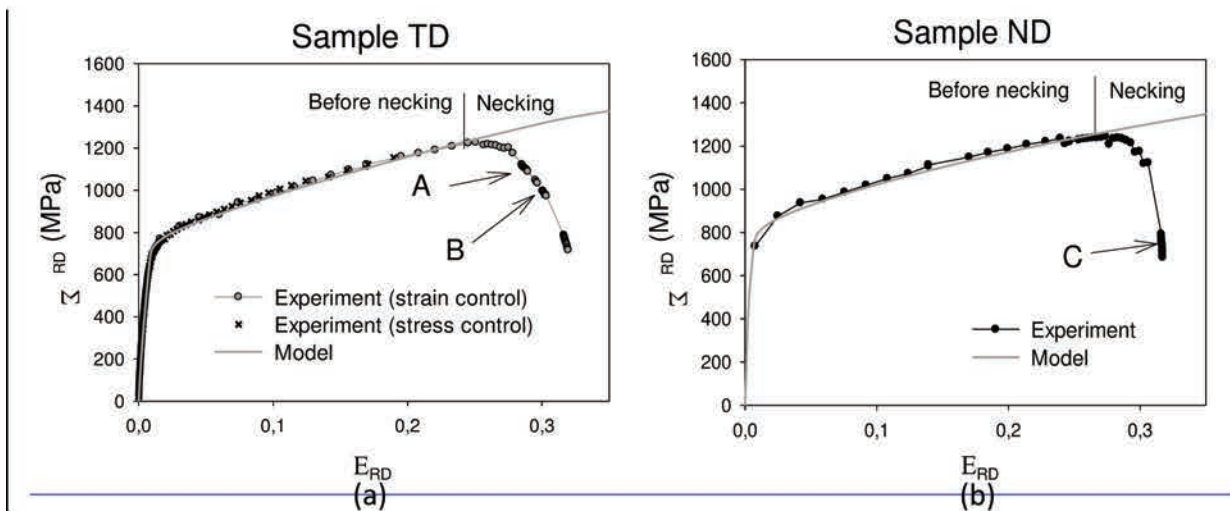 Sample TD
1600
1400
1200
1000
800
600
400
200
0
Σ RD (MPa)
Before necking
Necking
A
B
Experiment (strain control)
Experiment (stress control)
Model
0,0
0,1
0,2
0,3
E RD
(a)
Sample ND
1600
1400
1200
1000
800
600
400
200
0
Σ RD (MPa)
Before necking
Necking
C
Experiment
Model
0,0
0,1
0,2
0,3
E RD
(b)